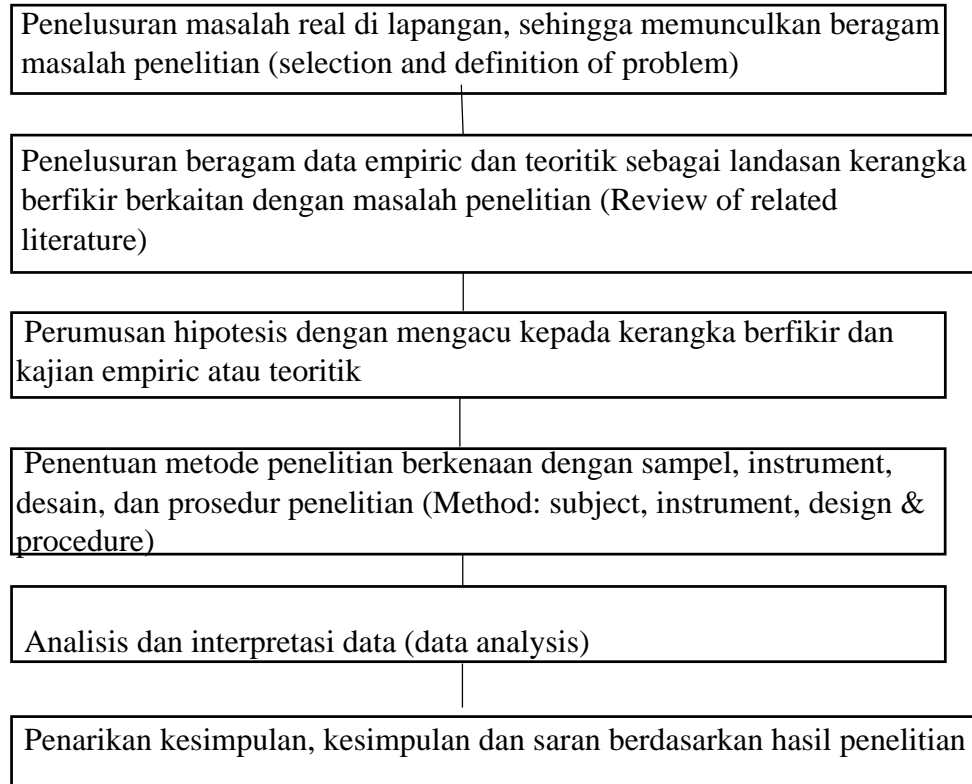 Penelusuran masalah real di lapangan, sehingga memunculkan beragam
masalah penelitian (selection and definition of problem)
Penelusuran beragam data empiric dan teoritik sebagai landasan kerangka
berfikir berkaitan dengan masalah penelitian (Review of related
literature)
Perumusan hipotesis dengan mengacu kepada kerangka berfikir dan
kajian empiric atau teoritik
Penentuan metode penelitian berkenaan dengan sampel, instrument,
desain, dan prosedur penelitian (Method: subject, instrument, design &
procedure)
Analisis dan interpretasi data (data analysis)
Penarikan kesimpulan, kesimpulan dan saran berdasarkan hasil penelitian